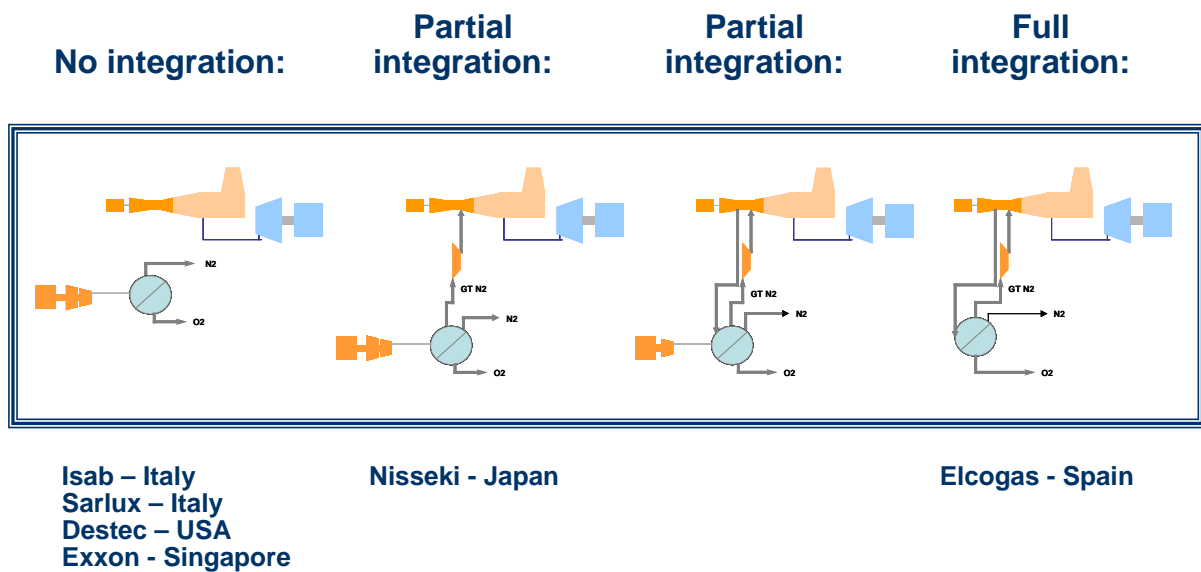 No integration:
Partial
integration:
Partial
integration:
Full
integration:
N2
O2
GT N2
N2
O2
GT N2
N2
O2
GT N2
N2
O2
Isab – Italy
Sarlux – Italy
Destec – USA
Exxon - Singapore
Nisseki - Japan
Elcogas - Spain